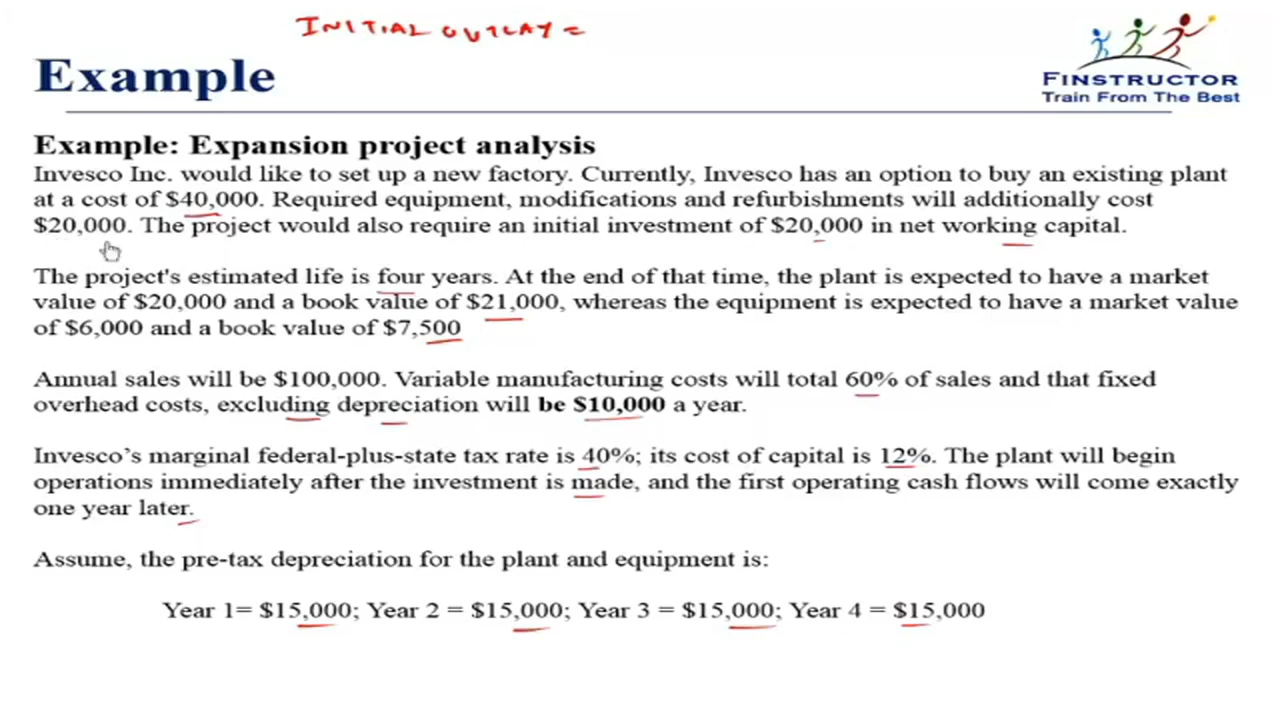 INITIAL OUTLAY =
Example
FINSTRUCTOR
Train From The Best
Example: Expansion project analysis
Invesco Inc. would like to set up a new factory. Currently, Invesco has an option to buy an existing plant
at a cost of $40,000. Required equipment, modifications and refurbishments will additionally cost
$20,000. The project would also require an initial investment of $20,000 in net working capital.
The project's estimated life is four years. At the end of that time, the plant is expected to have a market
value of $20,000 and a book value of $21,000, whereas the equipment is expected to have a market value
of $6,000 and a book value of $7,500
Annual sales will be $100,000. Variable manufacturing costs will total 60% of sales and that fixed
overhead costs, excluding depreciation will be $10,000 a year.
Invesco’s marginal federal-plus-state tax rate is 40%; its cost of capital is 12%. The plant will begin
operations immediately after the investment is made, and the first operating cash flows will come exactly
one year later.
Assume, the pre-tax depreciation for the plant and equipment is:
Year 1= $15,000; Year 2 = $15,000; Year 3 = $15,000; Year 4 = $15,000